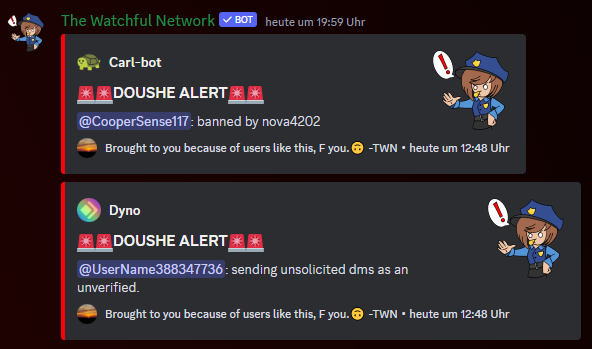 The Watchful Network ✓ BOT heute um 19:59 Uhr
Carl-bot
🚨🚨DOUSHE ALERT🚨🚨
@CooperSense117: banned by nova4202
Brought to you because of users like this, F you. 🙃 -TWN • heute um 12:48 Uhr
Dyno
🚨🚨DOUSHE ALERT🚨🚨
@UserName388347736: sending unsolicited dms as an
unverified.
Brought to you because of users like this, F you. 🙃 -TWN • heute um 12:48 Uhr